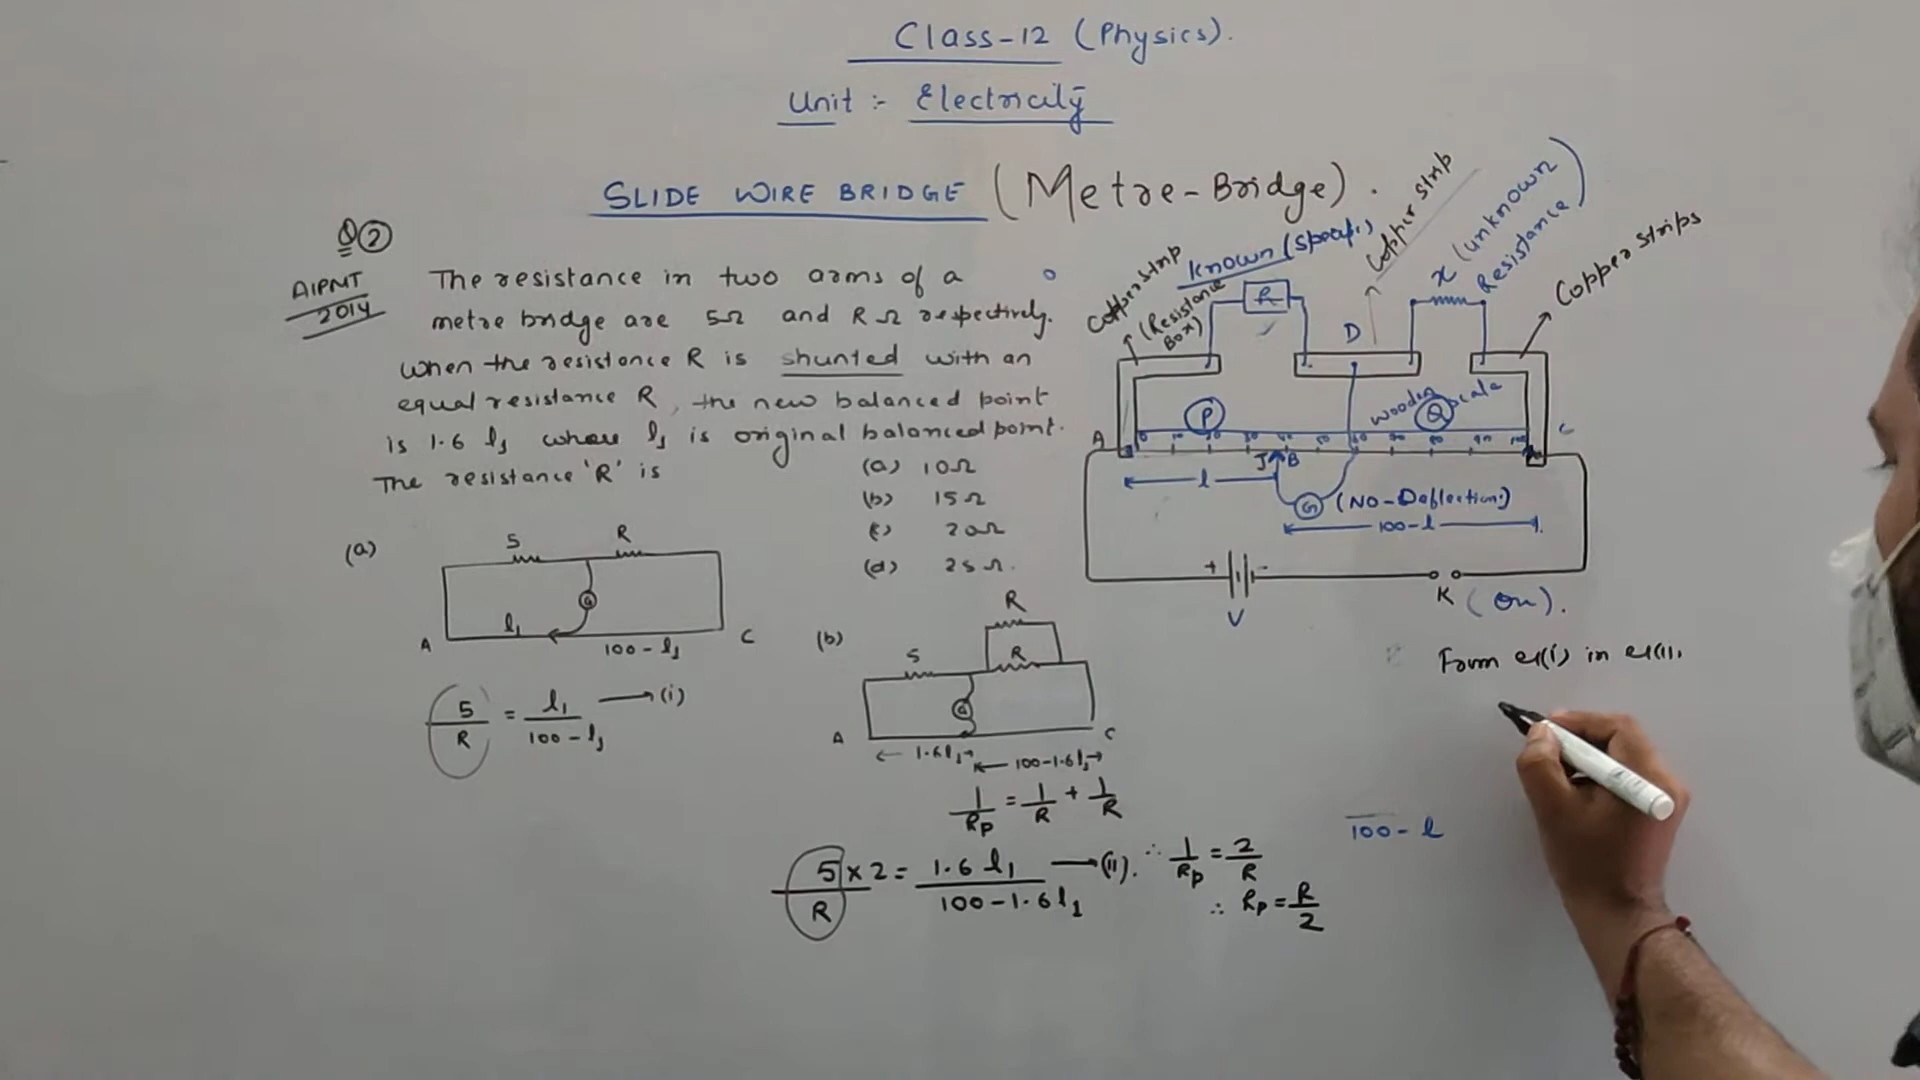 Class-12 (Physics).
Unit :- Electricity
SLIDE WIRE BRIDGE (Metre-Bridge).
Q②
AIPMT
2014
The resistance in two arms of a
metre bridge are 5Ω and RΩ respectively.
When the resistance R is shunted with an
equal resistance R, the new balanced point
is 1.6 l₁ where l₁ is original balanced point.
The resistance 'R' is
(a) 10Ω
(b) 15Ω
(c) 20Ω
(d) 25Ω.
Copper strip
Known (Specific)
(Resistance
Box)
R
Copper strip
D
x (unknown
Resistance)
Copper strips
P
wooden scale
Q
A
C
J B
l
G (NO-Deflection)
100-l
+ -
V
K (on).
(a)
5 R
G
A l₁ 100-l₁ C
5/R = l₁/100-l₁ → (i)
(b)
R
5 R
G
A C
1.6l₁ 100-1.6l₁
1/Rp = 1/R + 1/R
∴ 1/Rp = 2/R
∴ Rp = R/2
5×2/R = 1.6 l₁/100-1.6 l₁ → (ii).
Form eq(i) in eq(ii).
100-l